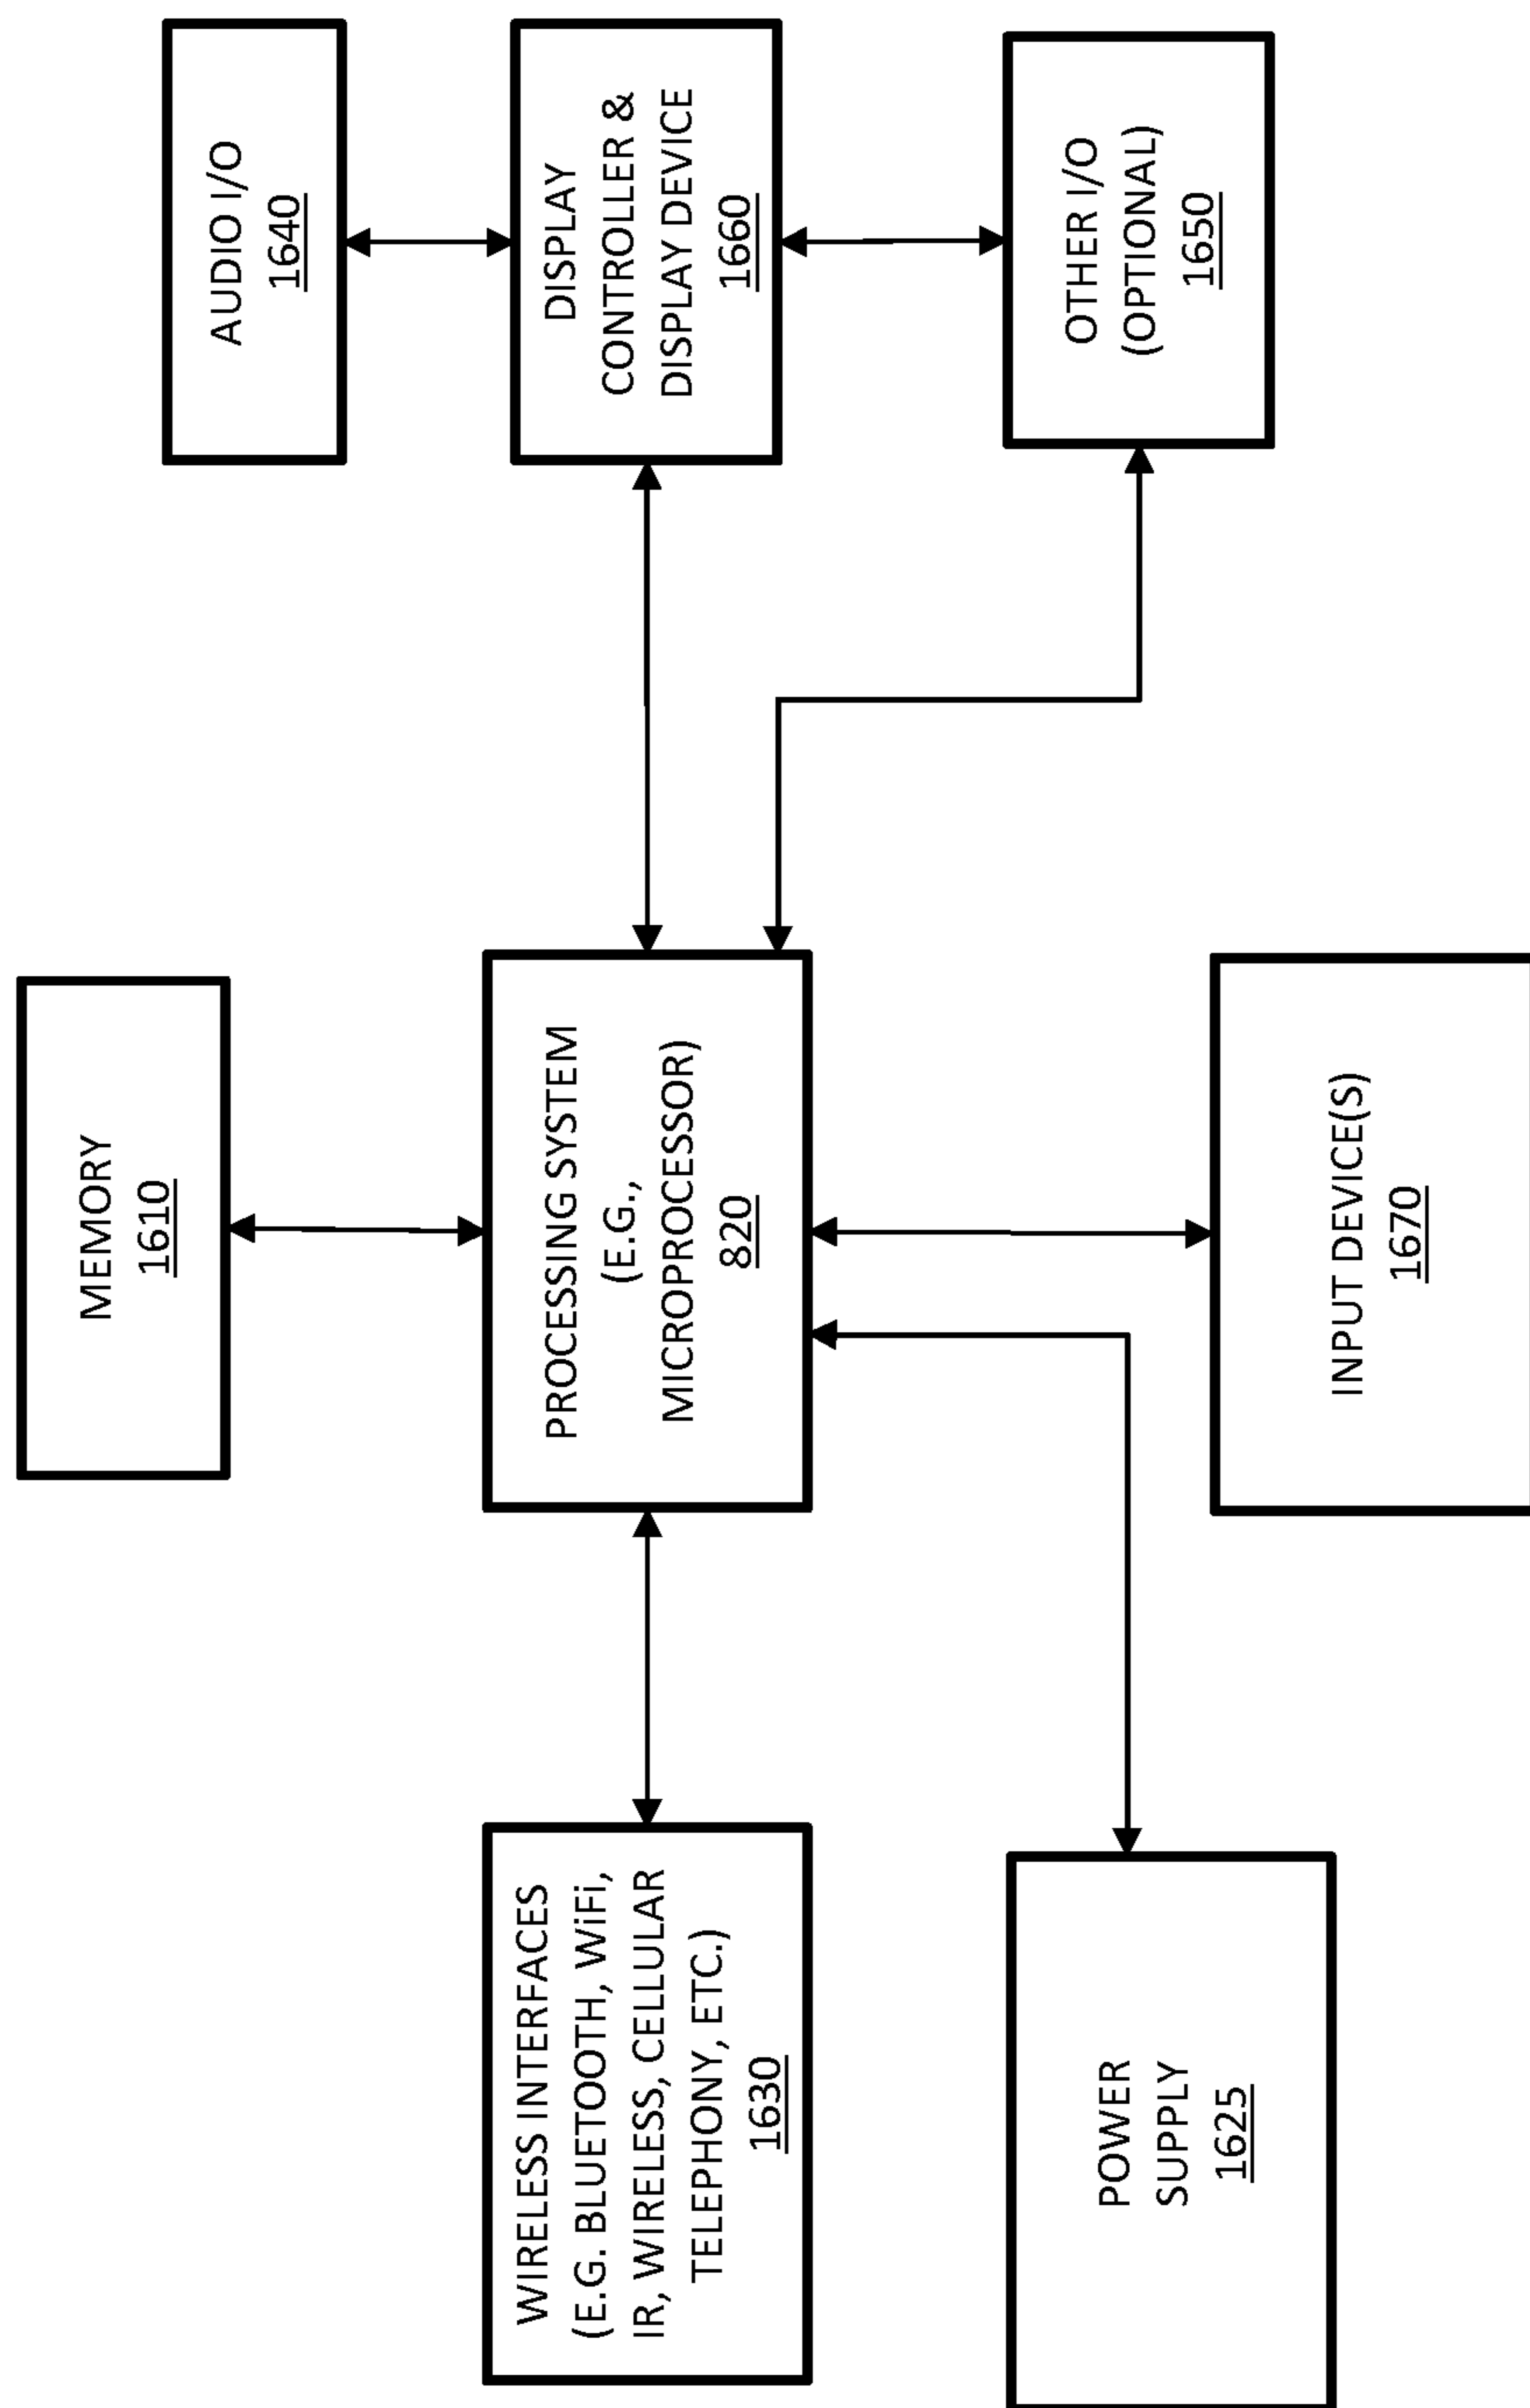 MEMORY
1610
AUDIO I/O
1640
WIRELESS INTERFACES
(E.G. BLUETOOTH, WiFi,
IR, WIRELESS, CELLULAR
TELEPHONY, ETC.)
1630
PROCESSING SYSTEM
(E.G.,
MICROPROCESSOR)
820
DISPLAY
CONTROLLER &
DISPLAY DEVICE
1660
POWER
SUPPLY
1625
INPUT DEVICE(S)
1670
OTHER I/O
(OPTIONAL)
1650